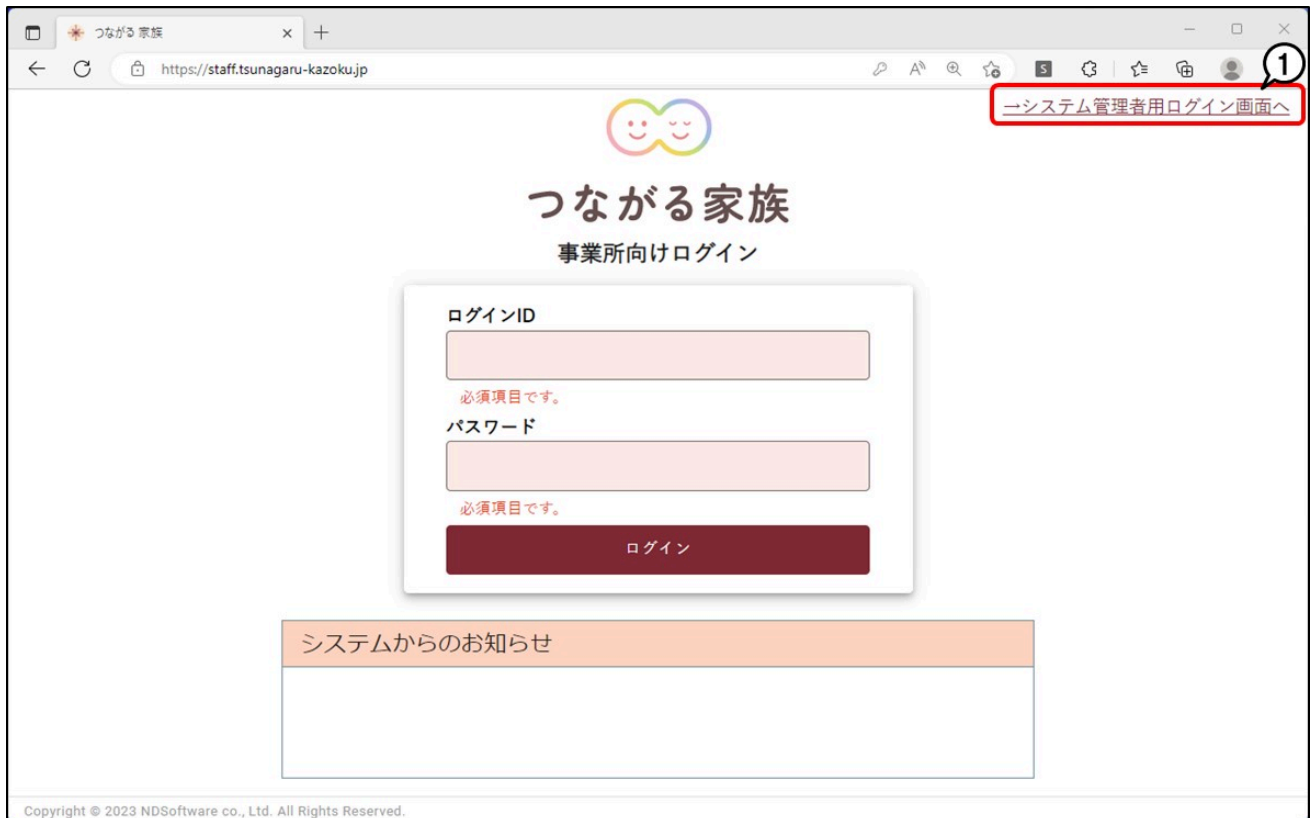 つながる 家族
https://staff.tsunagaru-kazoku.jp
1
→システム管理者用ログイン画面へ
つながる家族
事業所向けログイン
ログインID
必須項目です。
パスワード
必須項目です。
ログイン
システムからのお知らせ
Copyright © 2023 NDSoftware co., Ltd. All Rights Reserved.